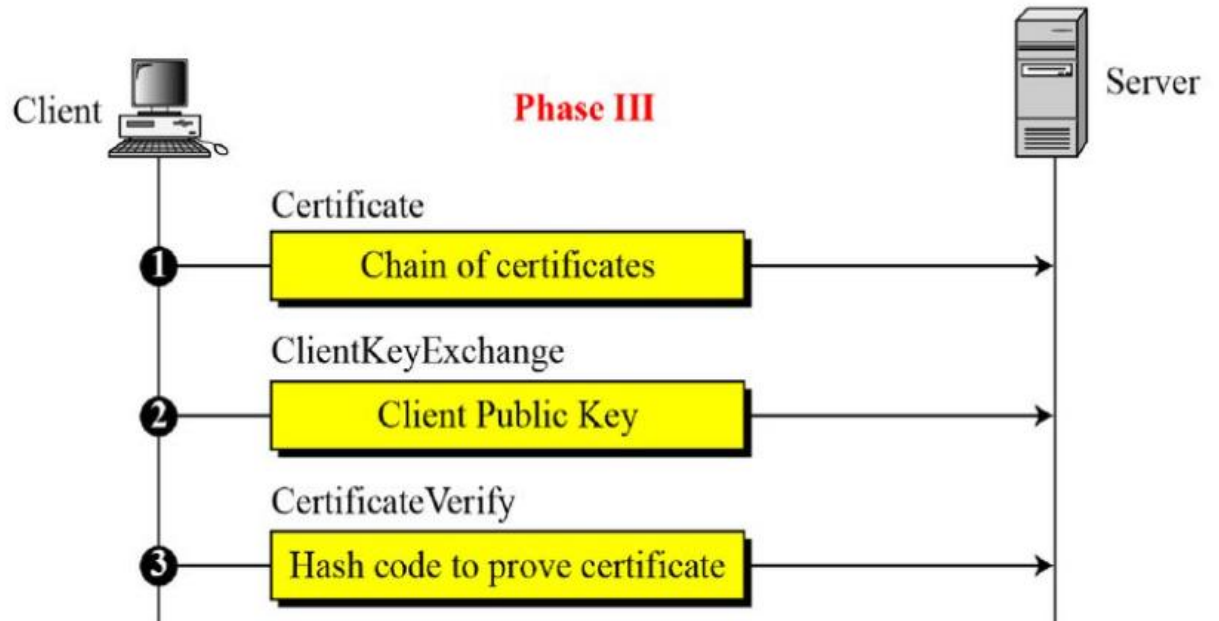 Client
Phase III
Server
Certificate
1
Chain of certificates
ClientKeyExchange
2
Client Public Key
CertificateVerify
3
Hash code to prove certificate